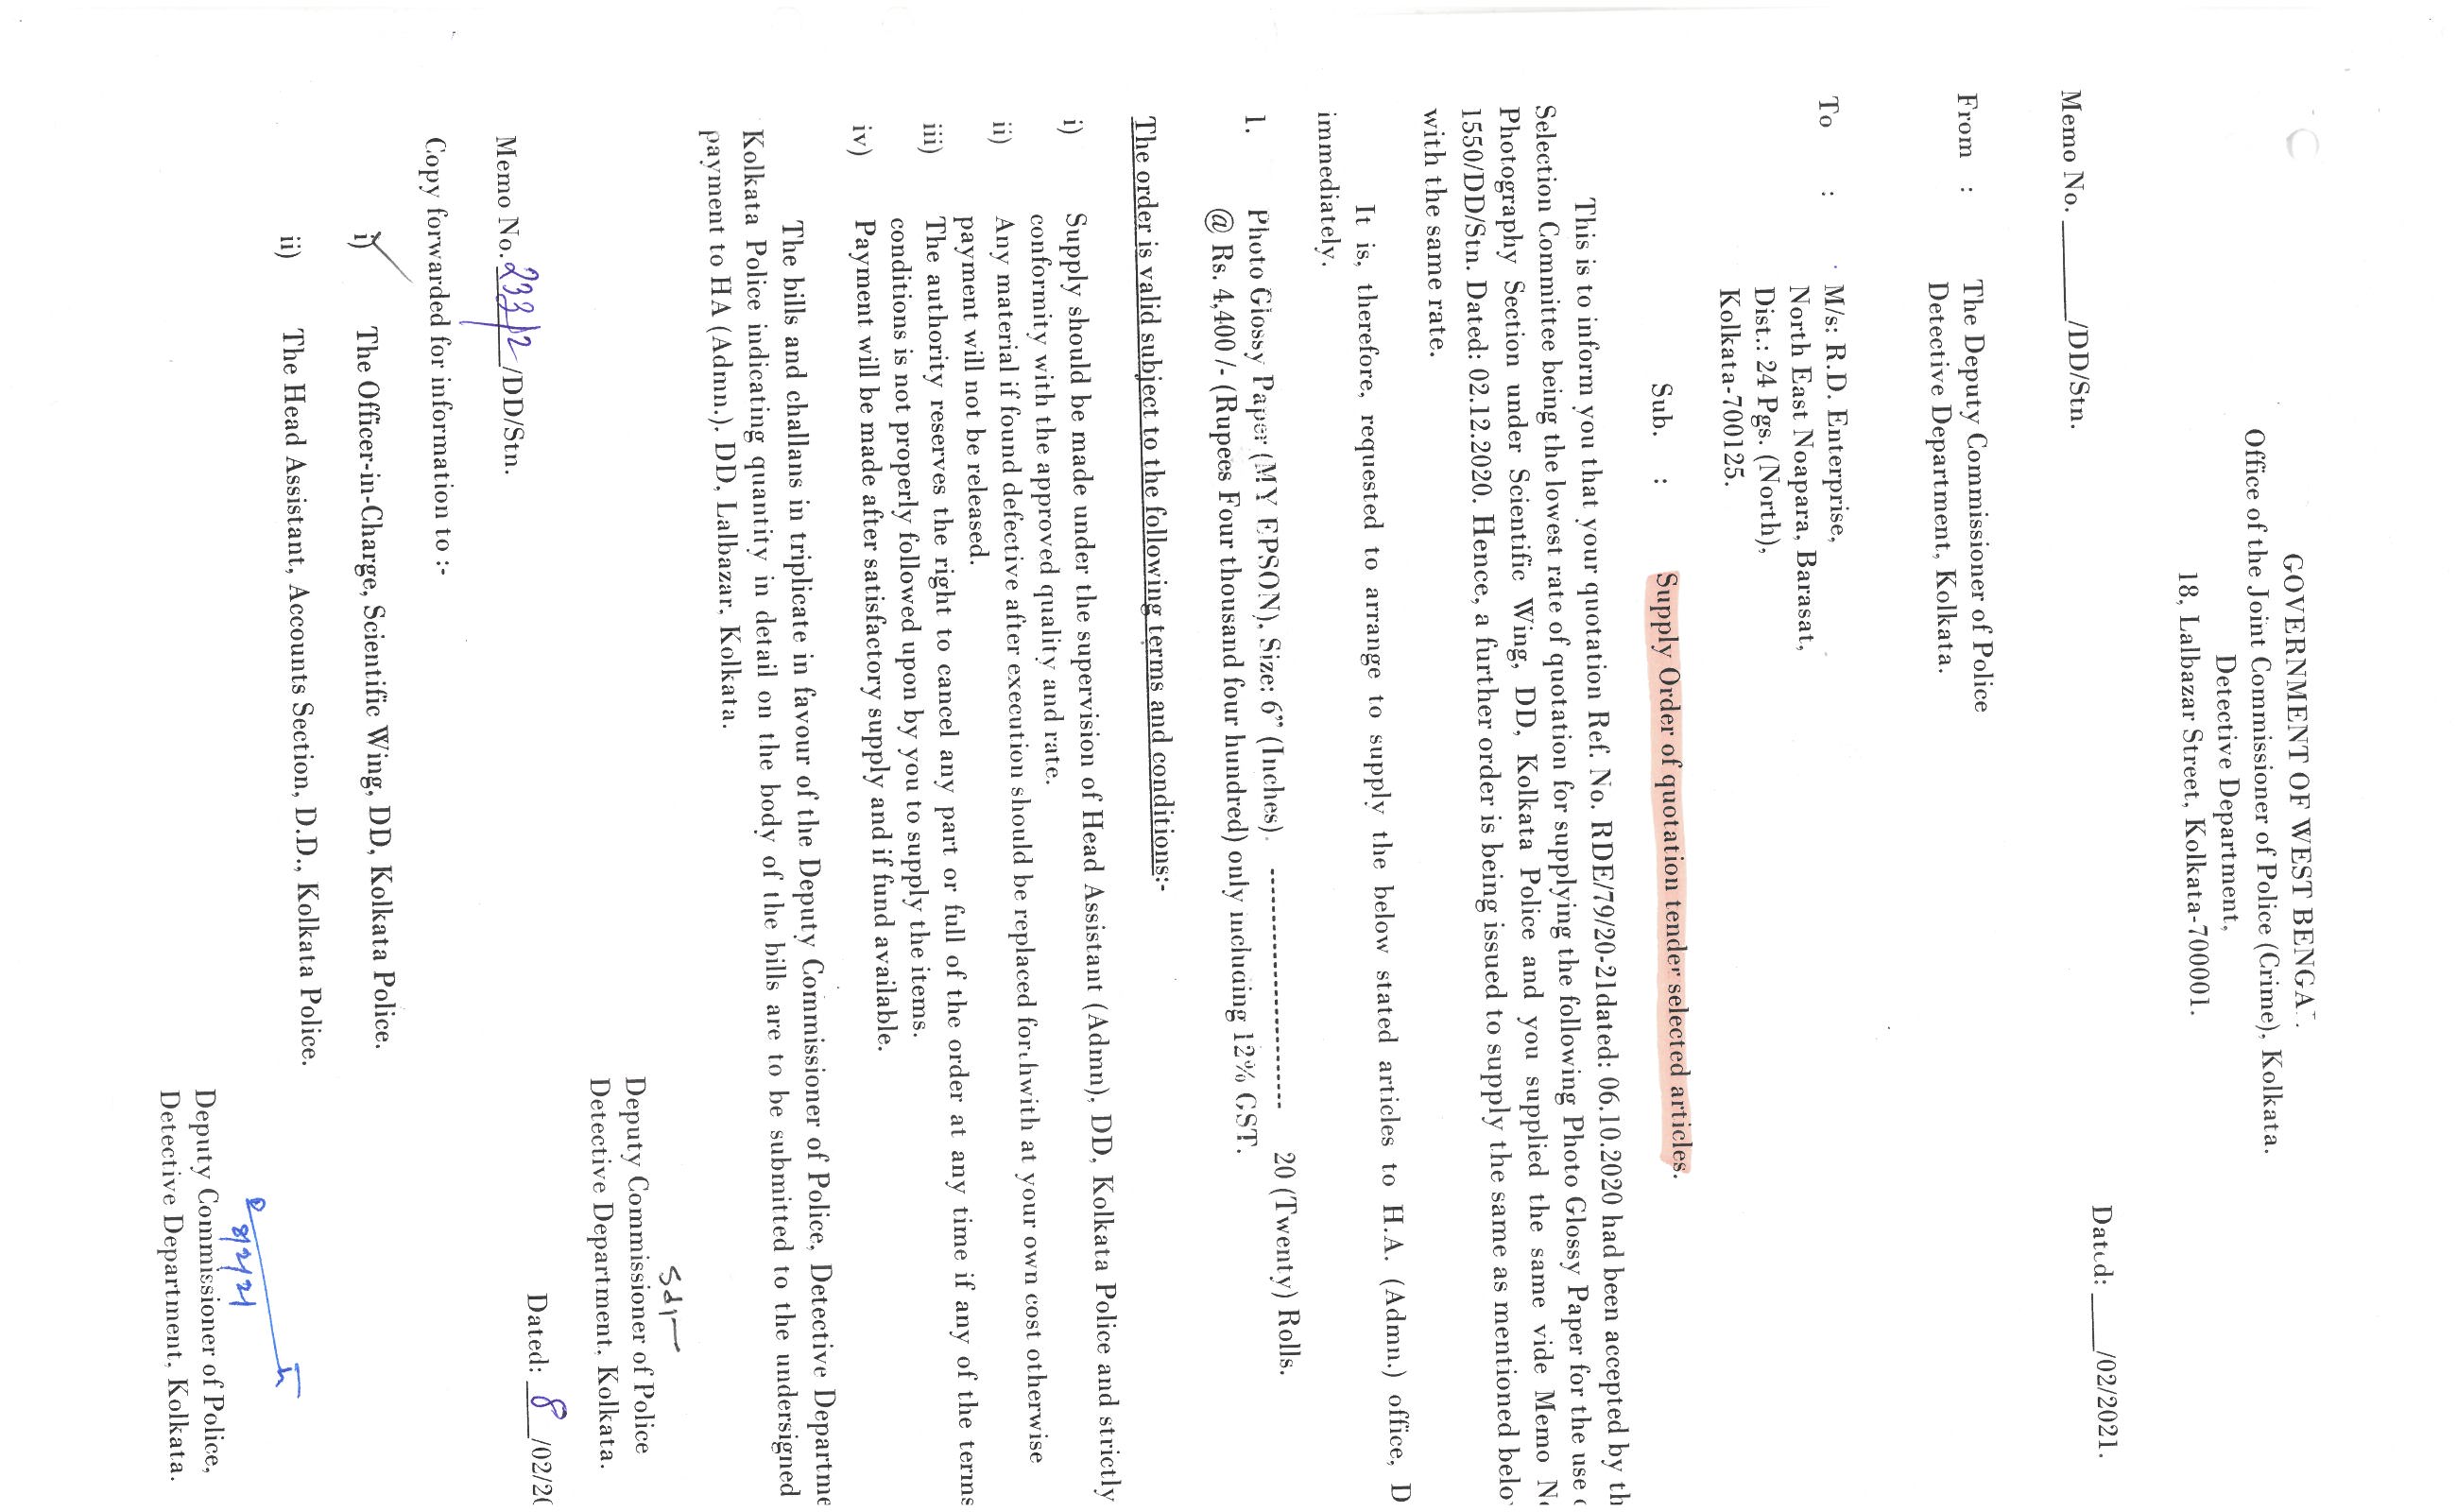 GOVERNMENT OF WEST BENGA
Office of the Joint Commissioner of Police (Crime), Kolkata.
Detective Department,
18, Lalbazar Street, Kolkata-700001.
Memo No. ______/DD/Stn. Dated: ___/02/2021.
From : The Deputy Commissioner of Police
Detective Department, Kolkata.
To : M/s: R.D. Enterprise,
North East Noapara, Barasat,
Dist.: 24 Pgs. (North),
Kolkata-700125.
Sub. : Supply Order of quotation tender selected articles.
This is to inform you that your quotation Ref. No. RDE/79/20-21dated: 06.10.2020 had been accepted by th
Selection Committee being the lowest rate of quotation for supplying the following Photo Glossy Paper for the use
Photography Section under Scientific Wing, DD, Kolkata Police and you supplied the same vide Memo N
1550/DD/Stn. Dated: 02.12.2020. Hence, a further order is being issued to supply the same as mentioned belo
with the same rate.
It is, therefore, requested to arrange to supply the below stated articles to H.A. (Admn.) office, D
immediately.
1. Photo Glossy Paper (MY EPSON), Size: 6” (Inches). ------------------------- 20 (Twenty) Rolls.
@ Rs. 4,400/- (Rupees Four thousand four hundred) only including 12% GST.
The order is valid subject to the following terms and conditions:-
i) Supply should be made under the supervision of Head Assistant (Admn), DD, Kolkata Police and strictly
conformity with the approved quality and rate.
ii) Any material if found defective after execution should be replaced forthwith at your own cost otherwise
payment will not be released.
iii) The authority reserves the right to cancel any part or full of the order at any time if any of the terms
conditions is not properly followed upon by you to supply the items.
iv) Payment will be made after satisfactory supply and if fund available.
The bills and challans in triplicate in favour of the Deputy Commissioner of Police, Detective Departme
Kolkata Police indicating quantity in detail on the body of the bills are to be submitted to the undersigned
payment to HA (Admn.), DD, Lalbazar, Kolkata.
Sd/-
Deputy Commissioner of Police
Detective Department, Kolkata.
Memo No. 233/2/DD/Stn. Dated: 8/02/20
Copy forwarded for information to :-
i) The Officer-in-Charge, Scientific Wing, DD, Kolkata Police.
ii) The Head Assistant, Accounts Section, D.D., Kolkata Police.
8/2/21
Deputy Commissioner of Police,
Detective Department, Kolkata.